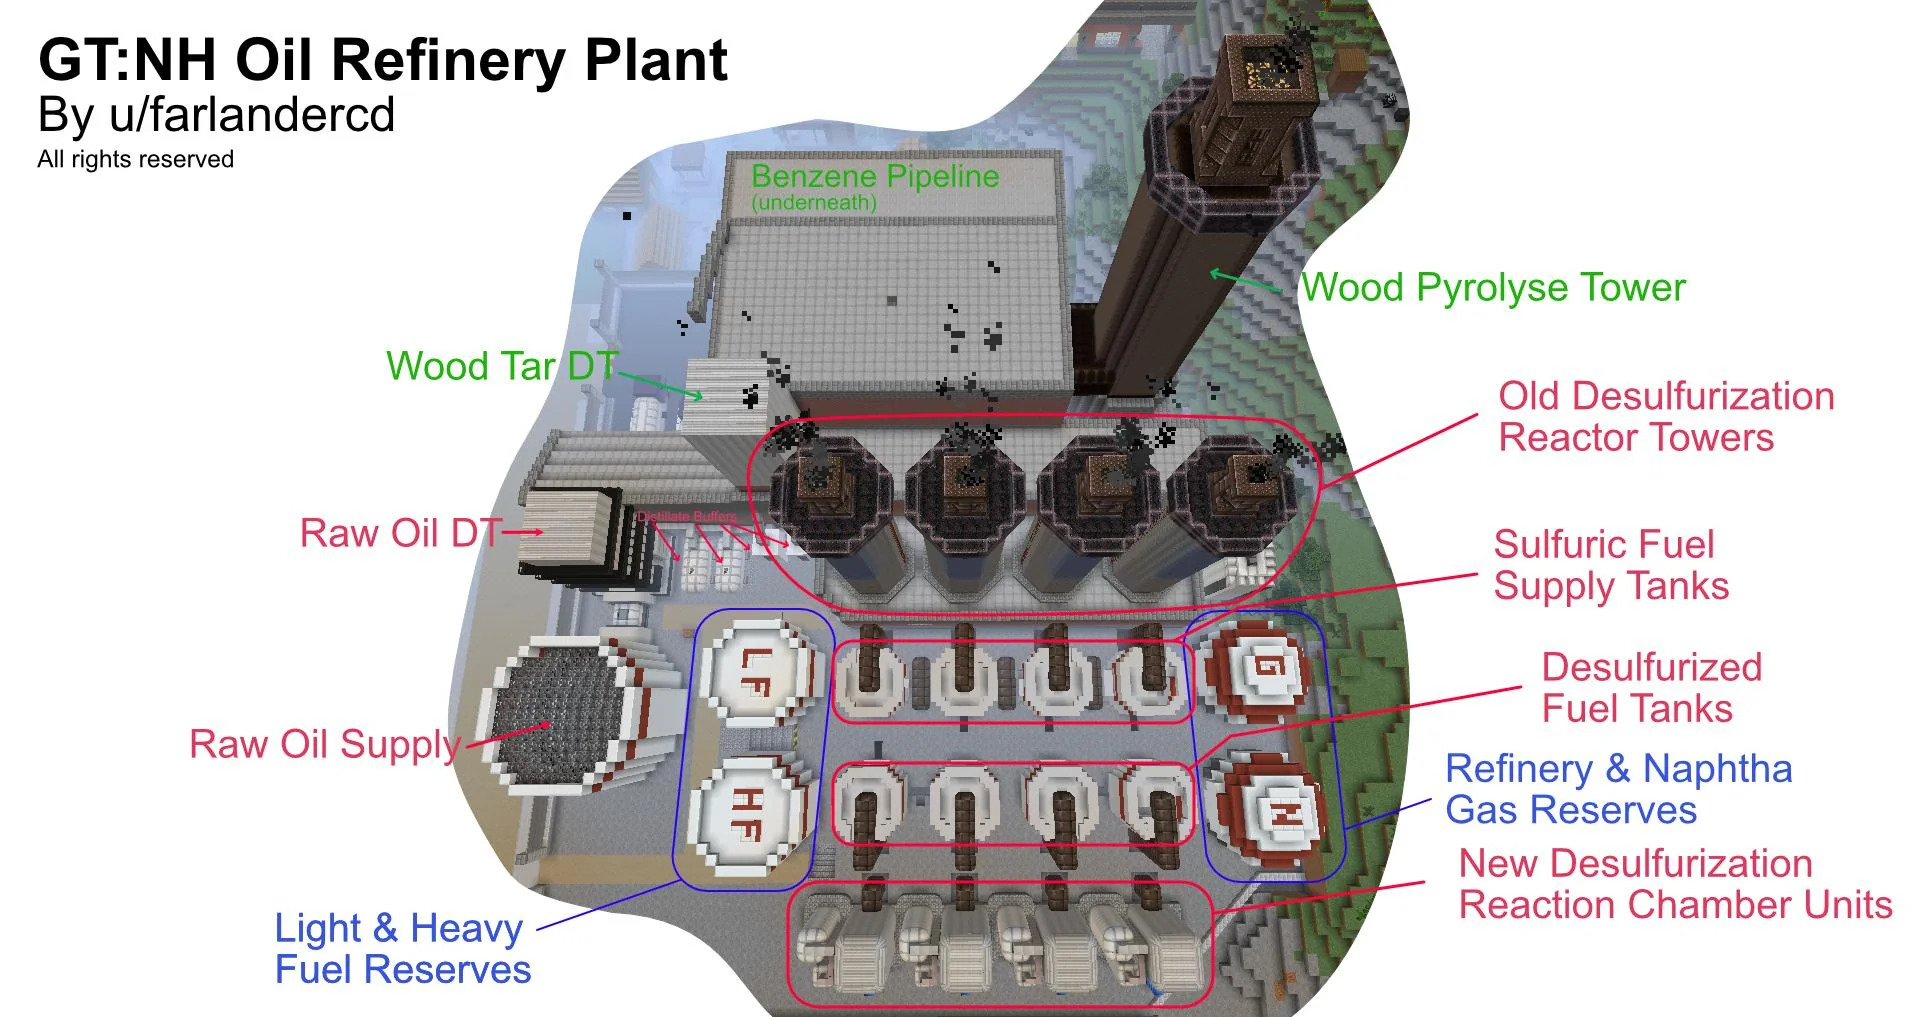 GT:NH Oil Refinery Plant
By u/farlandercd
All rights reserved
Benzene Pipeline
(underneath)
Wood Pyrolyse Tower
Wood Tar DT
Old Desulfurization
Reactor Towers
Raw Oil DT
Distillate Buffers
Sulfuric Fuel
Supply Tanks
LF
G
Desulfurized
Fuel Tanks
Raw Oil Supply
Refinery & Naphtha
Gas Reserves
HF
N
New Desulfurization
Reaction Chamber Units
Light & Heavy
Fuel Reserves